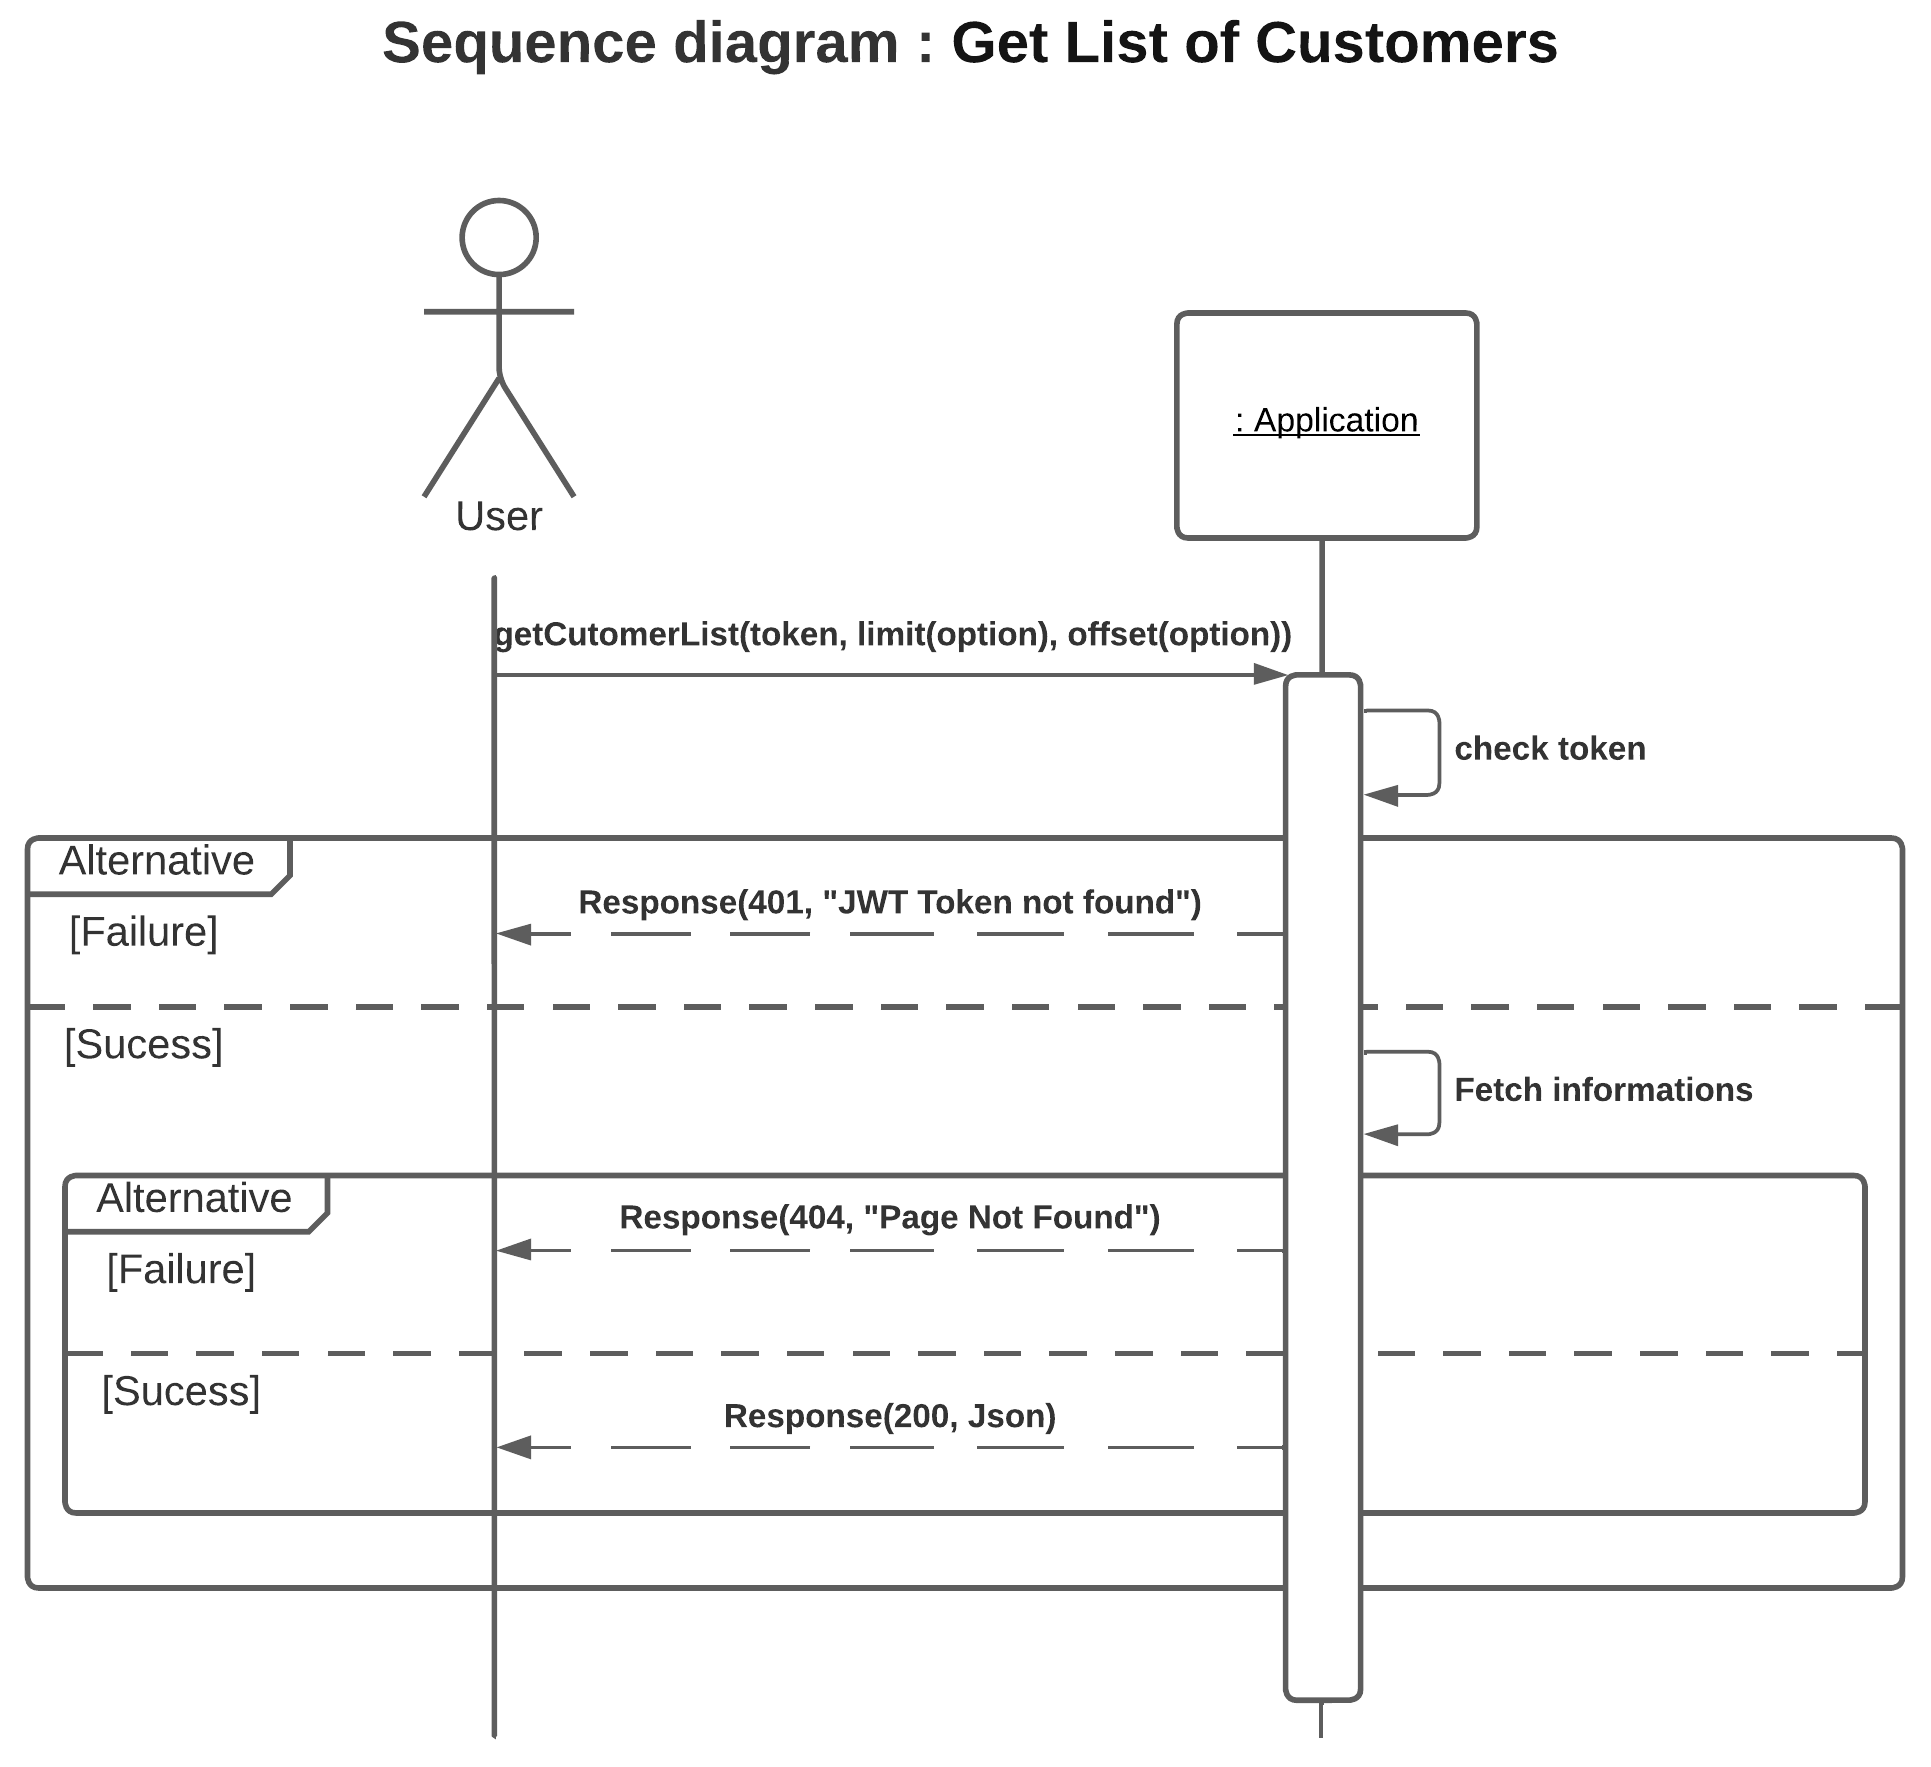 Sequence diagram : Get List of Customers
: Application
User
getCutomerList(token, limit(option), offset(option))
check token
Alternative
Response(401, "JWT Token not found")
[Failure]
[Sucess]
Fetch informations
Alternative
Response(404, "Page Not Found")
[Failure]
[Sucess]
Response(200, Json)